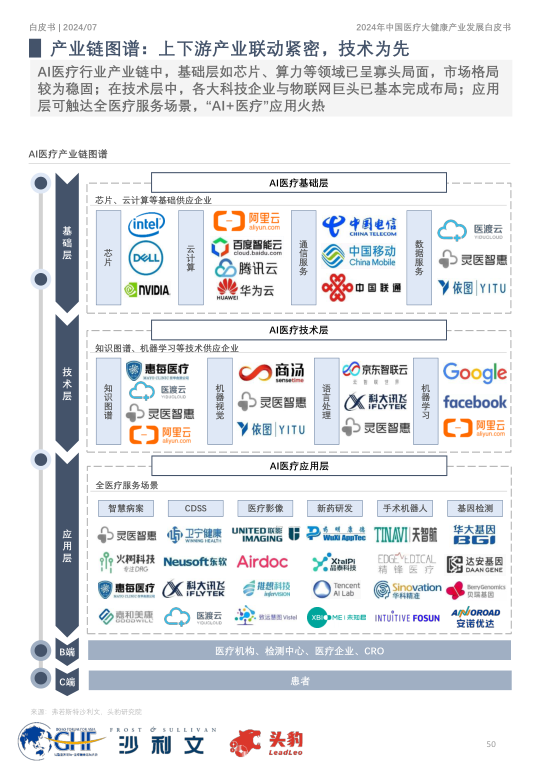 白皮书 | 2024/07
2024年中国医疗大健康产业发展白皮书
产业链图谱：上下游产业联动紧密，技术为先
AI医疗行业产业链中，基础层如芯片、算力等领域已呈寡头局面，市场格局
较为稳固；在技术层中，各大科技企业与物联网巨头已基本完成布局；应用
层可触达全医疗服务场景，“AI+医疗”应用火热
AI医疗产业链图谱
基础层
AI医疗基础层
芯片、云计算等基础供应企业
芯片
intel
DELL
NVIDIA
云计算
阿里云
aliyun.com
百度智能云
cloud.baidu.com
腾讯云
HUAWEI
华为云
通信服务
中国电信
CHINA TELECOM
中国移动
China Mobile
中国联通
数据服务
医渡云
YIDUCLOUD
灵医智惠
依图 | YITU
技术层
AI医疗技术层
知识图谱、机器学习等技术供应企业
知识图谱
惠每医疗
医渡云
YIDUCLOUD
灵医智惠
阿里云
aliyun.com
机器视觉
商汤
sensetime
灵医智惠
依图 | YITU
语言处理
京东智联云
科大讯飞
iFLYTEK
灵医智惠
机器学习
Google
facebook
阿里云
aliyun.com
应用层
AI医疗应用层
全医疗服务场景
智慧病案
CDSS
医疗影像
新药研发
手术机器人
基因检测
灵医智惠
卫宁健康
WINNING HEALTH
UNITED 联影
IMAGING
药明康德
WuXi AppTec
TINAVI 天智航
华大基因
BGI
火树科技
专注DRG
Neusoft 东软
Airdoc
XtalPi
晶泰科技
EDGE MEDICAL
精锋医疗
达安基因
DAAN GENE
惠每医疗
科大讯飞
iFLYTEK
推想科技
inferVISION
Tencent
AI Lab
Sinovation
华科精准
BerryGenomics
贝瑞基因
嘉和美康
GOODWILL
医渡云
YIDUCLOUD
致远慧图 Vistel
XBIOME | 未知君
INTUITIVE FOSUN
ANNOROAD
安诺优达
B端
医疗机构、检测中心、医疗企业、CRO
C端
患者
来源：弗若斯特沙利文、头豹研究院
GHF
FROST & SULLIVAN
沙利文
头豹
LeadLeo
50